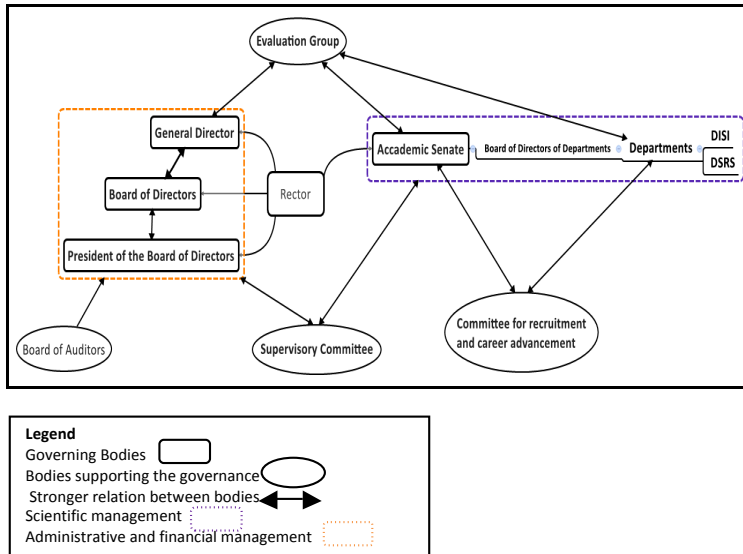 Evaluation Group
General Director
Board of Directors
President of the Board of Directors
Rector
Accademic Senate
Board of Directors of Departments
Departments
DISI
DSRS
Board of Auditors
Supervisory Committee
Committee for recruitment
and career advancement
Legend
Governing Bodies
Bodies supporting the governance
Stronger relation between bodies
Scientific management
Administrative and financial management